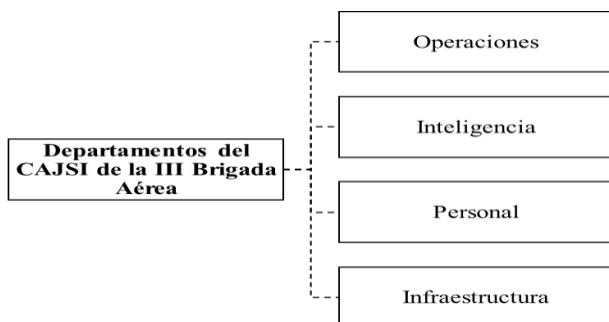 Operaciones
Inteligencia
Departamentos del
CAJSI de la III Brigada
Aérea
Personal
Infraestructura